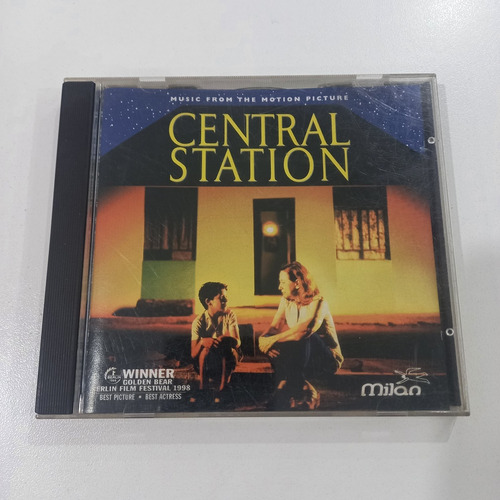 MUSIC FROM THE MOTION PICTURE
CENTRAL
STATION
WINNER
GOLDEN BEAR
BERLIN FILM FESTIVAL 1998
BEST PICTURE • BEST ACTRESS
milan